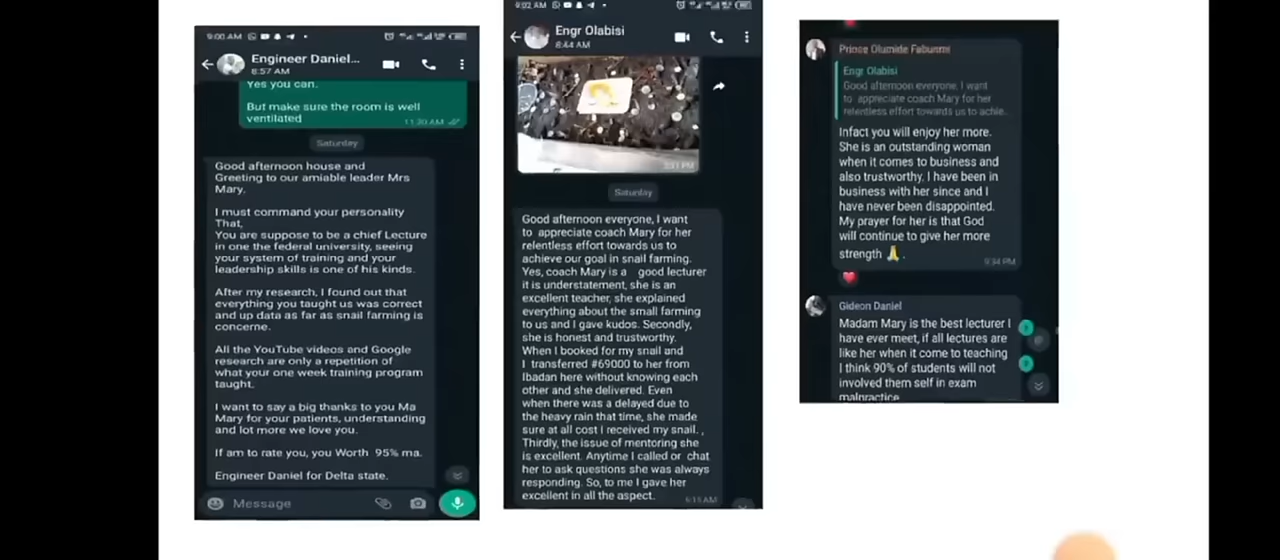 9:00 AM
Engineer Daniel...
8:57 AM
Yes you can.
But make sure the room is well
ventilated
11:20 AM
Saturday
Good afternoon house and
Greeting to our amiable leader Mrs
Mary.
I must command your personality
That,
You are suppose to be a chief Lecture
in one the federal university, seeing
your system of training and your
leadership skills is one of his kinds.
After my research, I found out that
everything you taught us was correct
and up data as far as snail farming is
concerne.
All the YouTube videos and Google
research are only a repetition of
what your one week training program
taught.
I want to say a big thanks to you Ma
Mary for your patients, understanding
and lot more we love you.
If am to rate you, you Worth  95% ma.
Engineer Daniel for Delta state.
Message
9:02 AM
Engr Olabisi
8:44 AM
3:31 PM
Saturday
Good afternoon everyone, I want
to  appreciate coach Mary for her
relentless effort towards us to
achieve our goal in snail farming.
Yes, coach Mary is a   good lecturer
it is understatement, she is an
excellent teacher, she explained
everything about the small farming
to us and I gave kudos. Secondly,
she is honest and trustworthy.
When I booked for my snail and
I  transferred #69000 to her from
Ibadan here without knowing each
other and she delivered. Even
when there was a delayed due to
the heavy rain that time, she made
sure at all cost I received my snail. ,
Thirdly, the issue of mentoring she
is excellent. Anytime I called or  chat
her to ask questions she was always
responding. So, to me I gave her
excellent in all the aspect.
6:15 AM
Prince Olumide Fabunmi
Engr Olabisi
Good afternoon everyone, I want
to  appreciate coach Mary for her
relentless effort towards us to achie...
Infact you will enjoy her more.
She is an outstanding woman
when it comes to business and
also trustworthy. I have been in
business with her since and I
have never been disappointed.
My prayer for her is that God
will continue to give her more
strength 🙏 .
9:34 PM
Gideon Daniel
Madam Mary is the best lecturer I
have ever meet, if all lectures are
like her when it come to teaching
I think 90% of students will not
involved them self in exam
malpractice